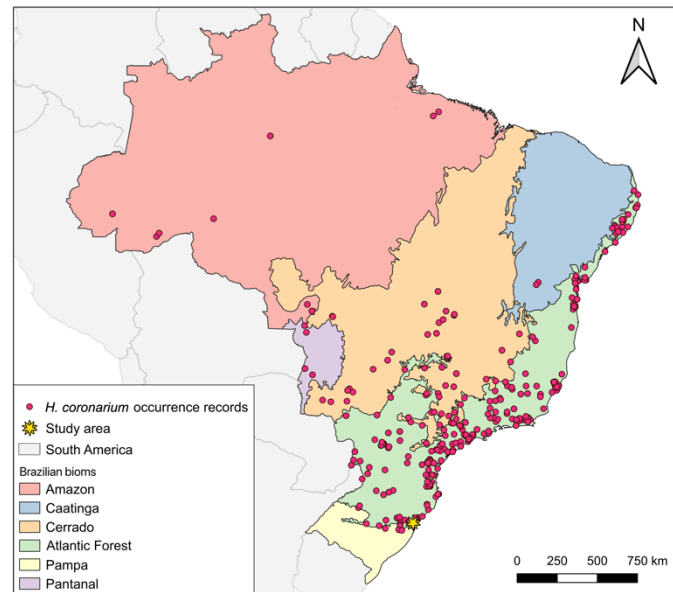 N
H. coronarium occurrence records
Study area
South America
Brazilian bioms
Amazon
Caatinga
Cerrado
Atlantic Forest
Pampa
Pantanal
0 250 500 750 km